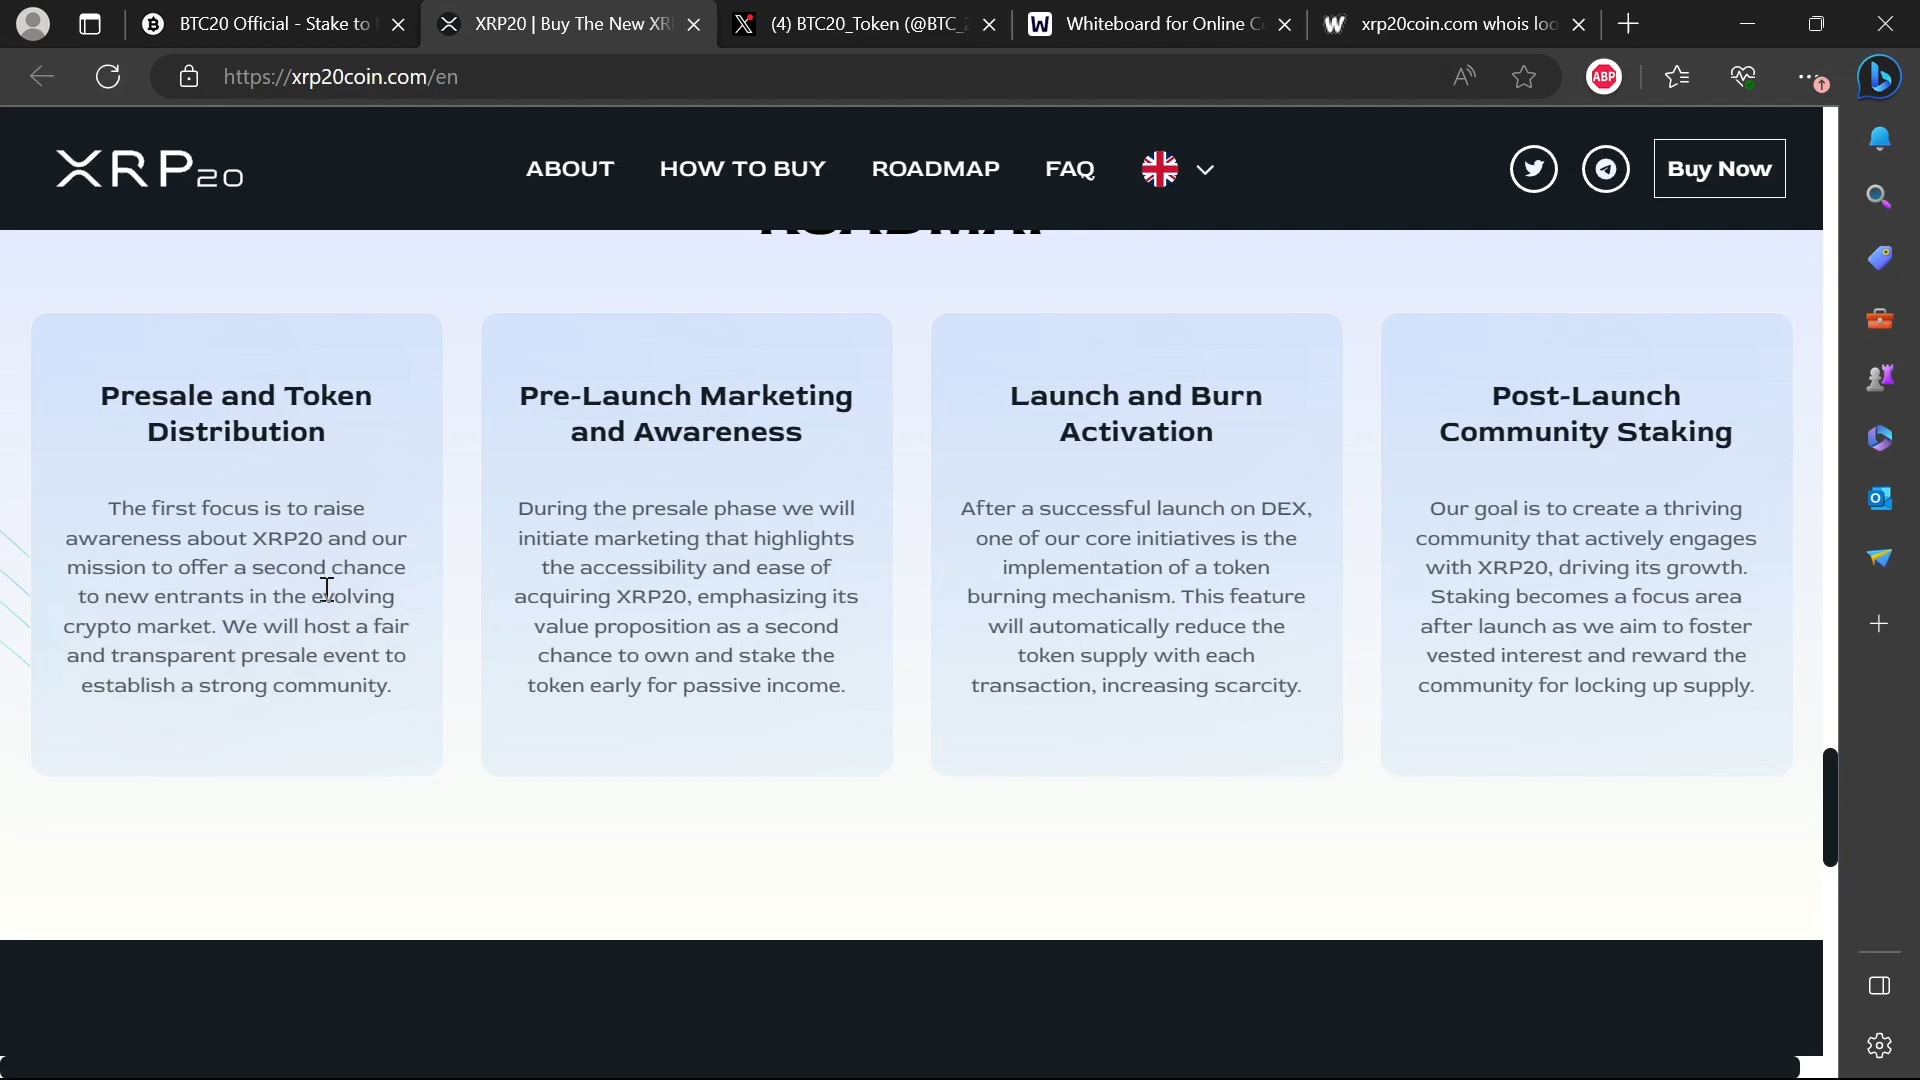 BTC20 Official - Stake to
XRP20 | Buy The New XR
(4) BTC20_Token (@BTC_2
Whiteboard for Online C
xrp20coin.com whois loo
https://xrp20coin.com/en
ABP
XRP20
ABOUT
HOW TO BUY
ROADMAP
FAQ
Buy Now
ROADMAP
Presale and Token
Distribution
The first focus is to raise
awareness about XRP20 and our
mission to offer a second chance
to new entrants in the evolving
crypto market. We will host a fair
and transparent presale event to
establish a strong community.
Pre-Launch Marketing
and Awareness
During the presale phase we will
initiate marketing that highlights
the accessibility and ease of
acquiring XRP20, emphasizing its
value proposition as a second
chance to own and stake the
token early for passive income.
Launch and Burn
Activation
After a successful launch on DEX,
one of our core initiatives is the
implementation of a token
burning mechanism. This feature
will automatically reduce the
token supply with each
transaction, increasing scarcity.
Post-Launch
Community Staking
Our goal is to create a thriving
community that actively engages
with XRP20, driving its growth.
Staking becomes a focus area
after launch as we aim to foster
vested interest and reward the
community for locking up supply.